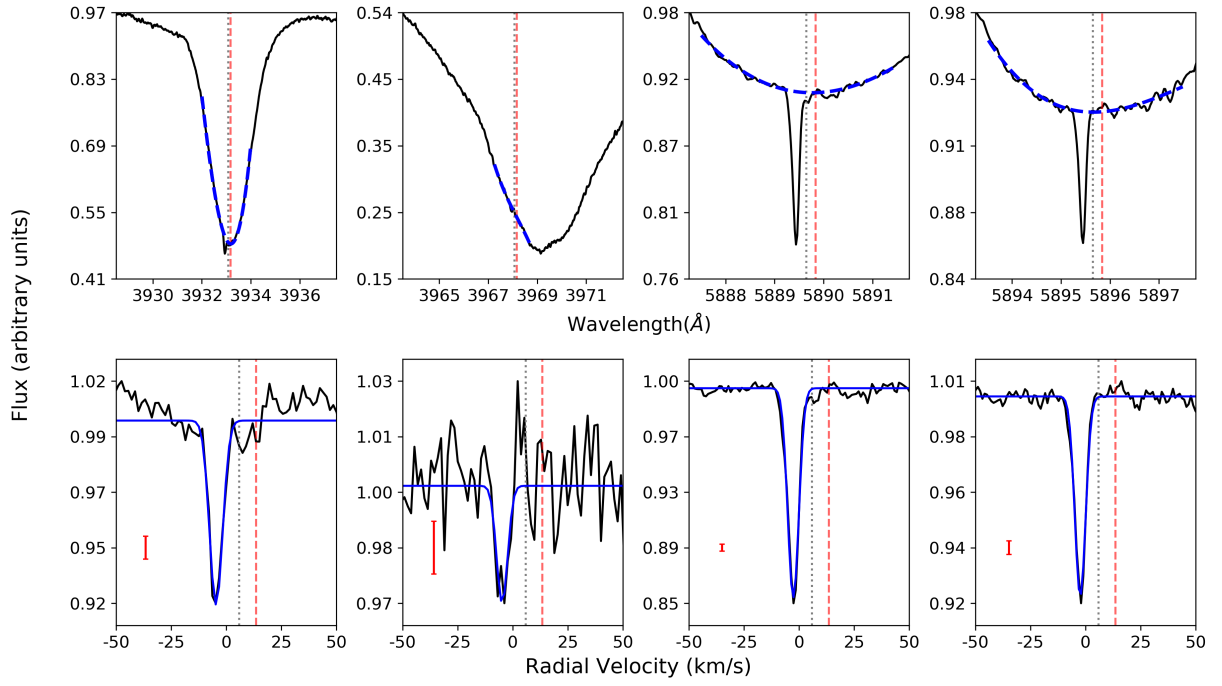 Flux (arbitrary units)
0.97 0.54 0.98 0.98
0.83 0.45 0.92 0.94
0.69 0.35 0.87 0.91
0.55 0.25 0.81 0.88
0.41 0.15 0.76 0.84
3930 3932 3934 3936 3965 3967 3969 3971 5888 5889 5890 5891 5894 5895 5896 5897
Wavelength(Å)
1.02 1.03 1.00 1.01
0.99 1.01 0.97 0.98
0.97 1.00 0.93 0.96
0.95 0.98 0.89 0.94
0.92 0.97 0.85 0.92
-50 -25 0 25 50 -50 -25 0 25 50 -50 -25 0 25 50 -50 -25 0 25 50
Radial Velocity (km/s)